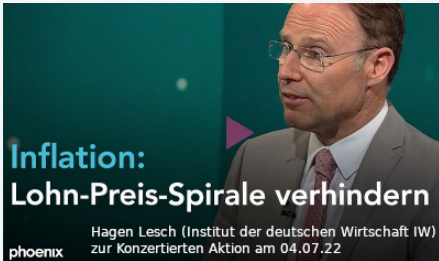 Inflation:
Lohn-Preis-Spirale verhindern
Hagen Lesch (Institut der deutschen Wirtschaft IW)
zur Konzertierten Aktion am 04.07.22
phoenix